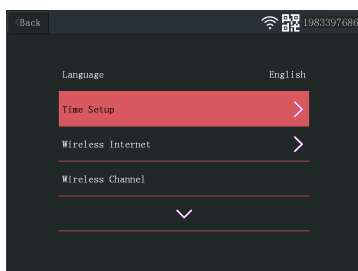 <Back
1983397686
Language English
Time Setup
Wireless Internet
Wireless Channel